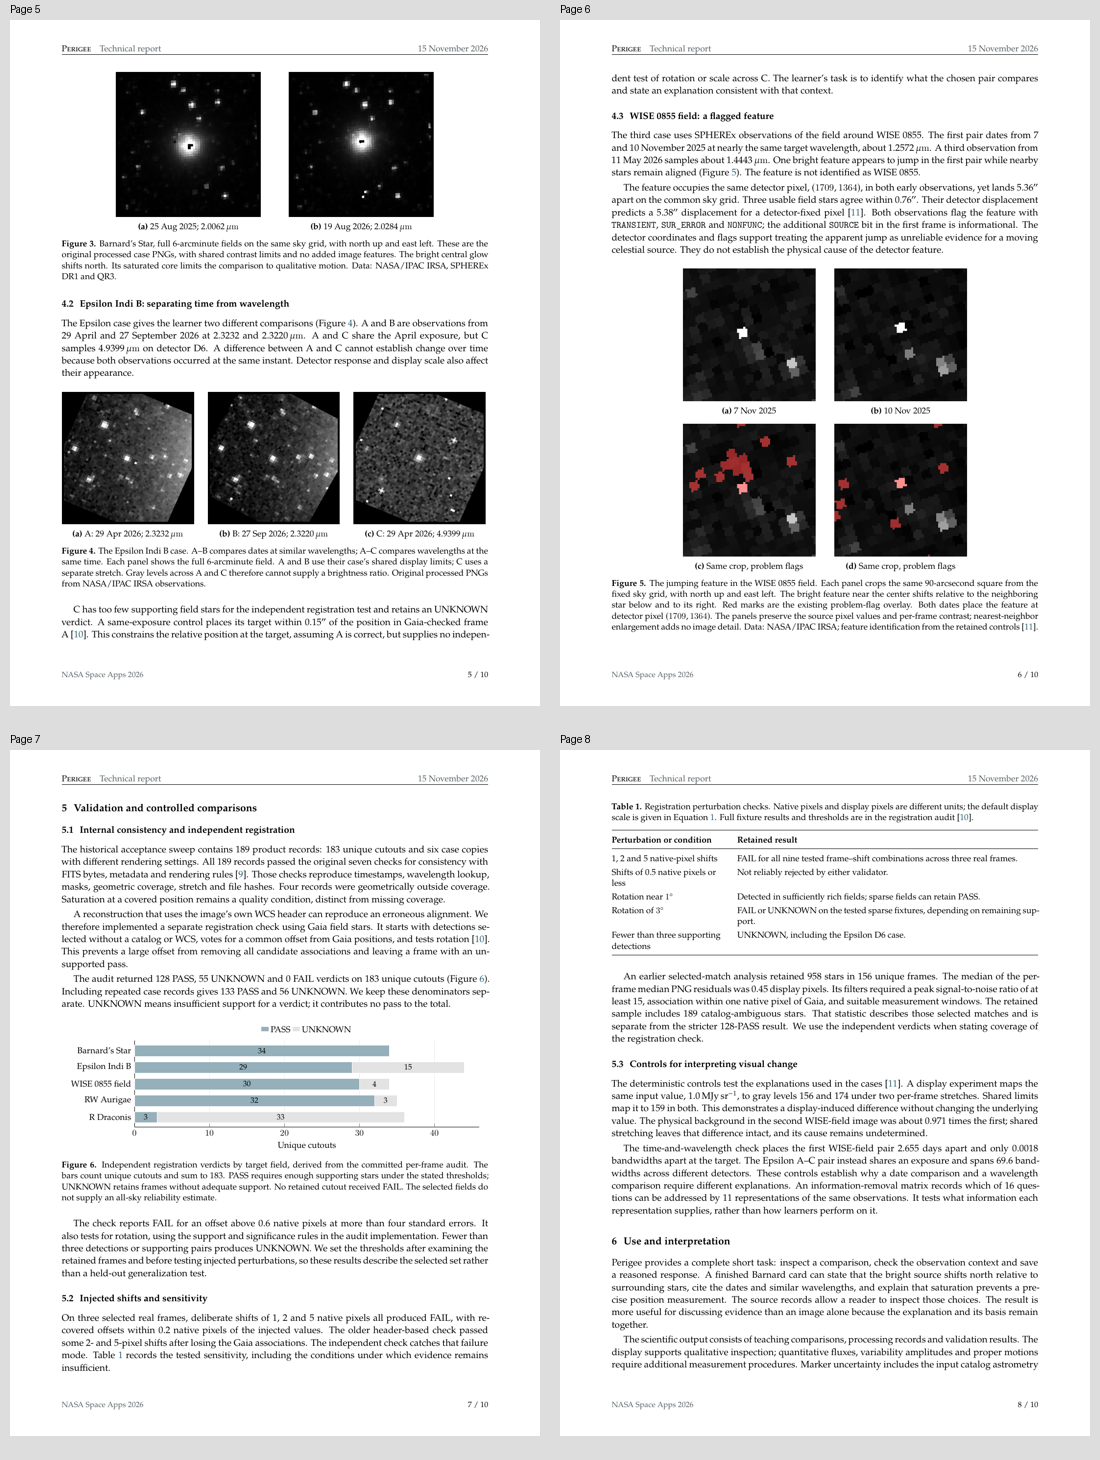 Page 5
PERIGEE Technical report 15 November 2026
(a) 25 Aug 2025; 2.0062 µm (b) 19 Aug 2026; 2.0284 µm
Figure 3. Barnard's Star, full 6-arcminute fields on the same sky grid, with north up and east left. These are the
original processed case PNGs, with shared contrast limits and no added image features. The bright central glow
shifts north. Its saturated core limits the comparison to qualitative motion. Data: NASA/IPAC IRSA, SPHEREx
DR1 and QR3.
4.2 Epsilon Indi B: separating time from wavelength
The Epsilon case gives the learner two different comparisons (Figure 4). A and B are observations from
29 April and 27 September 2026 at 2.3232 and 2.3220 µm. A and C share the April exposure, but C
samples 4.9399 µm on detector D6. A difference between A and C cannot establish change over time
because both observations occurred at the same instant. Detector response and display scale also affect
their appearance.
(a) A: 29 Apr 2026; 2.3232 µm (b) B: 27 Sep 2026; 2.3220 µm (c) C: 29 Apr 2026; 4.9399 µm
Figure 4. The Epsilon Indi B case. A–B compares dates at similar wavelengths; A–C compares wavelengths at the
same time. Each panel shows the full 6-arcminute field. A and B use their case's shared display limits; C uses a
separate stretch. Gray levels across A and C therefore cannot supply a brightness ratio. Original processed PNGs
from NASA/IPAC IRSA observations.
C has too few supporting field stars for the independent registration test and retains an UNKNOWN
verdict. A same-exposure control places its target within 0.15″ of the position in Gaia-checked frame
A [10]. This constrains the relative position at the target, assuming A is correct, but supplies no indepen-
NASA Space Apps 2026 5 / 10
Page 6
PERIGEE Technical report 15 November 2026
dent test of rotation or scale across C. The learner's task is to identify what the chosen pair compares
and state an explanation consistent with that context.
4.3 WISE 0855 field: a flagged feature
The third case uses SPHEREx observations of the field around WISE 0855. The first pair dates from 7
and 10 November 2025 at nearly the same target wavelength, about 1.2572 µm. A third observation from
11 May 2026 samples about 1.4443 µm. One bright feature appears to jump in the first pair while nearby
stars remain aligned (Figure 5). The feature is not identified as WISE 0855.
The feature occupies the same detector pixel, (1709, 1364), in both early observations, yet lands 5.36″
apart on the common sky grid. Three usable field stars agree within 0.76″. Their detector displacement
predicts a 5.38″ displacement for a detector-fixed pixel [11]. Both observations flag the feature with
TRANSIENT, SUR_ERROR and NONFUNC; the additional SOURCE bit in the first frame is informational. The
detector coordinates and flags support treating the apparent jump as unreliable evidence for a moving
celestial source. They do not establish the physical cause of the detector feature.
(a) 7 Nov 2025 (b) 10 Nov 2025
(c) Same crop, problem flags (d) Same crop, problem flags
Figure 5. The jumping feature in the WISE 0855 field. Each panel crops the same 90-arcsecond square from the
fixed sky grid, with north up and east left. The bright feature near the center shifts relative to the neighboring
star below and to its right. Red marks are the existing problem-flag overlay. Both dates place the feature at
detector pixel (1709, 1364). The panels preserve the source pixel values and per-frame contrast; nearest-neighbor
enlargement adds no image detail. Data: NASA/IPAC IRSA; feature identification from the retained controls [11].
NASA Space Apps 2026 6 / 10
Page 7
PERIGEE Technical report 15 November 2026
5 Validation and controlled comparisons
5.1 Internal consistency and independent registration
The historical acceptance sweep contains 189 product records: 183 unique cutouts and six case copies
with different rendering settings. All 189 records passed the original seven checks for consistency with
FITS bytes, metadata and rendering rules [9]. Those checks reproduce timestamps, wavelength lookup,
masks, geometric coverage, stretch and file hashes. Four records were geometrically outside coverage.
Saturation at a covered position remains a quality condition, distinct from missing coverage.
A reconstruction that uses the image's own WCS header can reproduce an erroneous alignment. We
therefore implemented a separate registration check using Gaia field stars. It starts with detections se-
lected without a catalog or WCS, votes for a common offset from Gaia positions, and tests rotation [10].
This prevents a large offset from removing all candidate associations and leaving a frame with an un-
supported pass.
The audit returned 128 PASS, 55 UNKNOWN and 0 FAIL verdicts on 183 unique cutouts (Figure 6).
Including repeated case records gives 133 PASS and 56 UNKNOWN. We keep these denominators sep-
arate. UNKNOWN means insufficient support for a verdict; it contributes no pass to the total.
PASS UNKNOWN
Barnard's Star 34
Epsilon Indi B 29 15
WISE 0855 field 30 4
RW Aurigae 32 3
R Draconis 3 33
0 10 20 30 40
Unique cutouts
Figure 6. Independent registration verdicts by target field, derived from the committed per-frame audit. The
bars count unique cutouts and sum to 183. PASS requires enough supporting stars under the stated thresholds;
UNKNOWN retains frames without adequate support. No retained cutout received FAIL. The selected fields do
not supply an all-sky reliability estimate.
The check reports FAIL for an offset above 0.6 native pixels at more than four standard errors. It
also tests for rotation, using the support and significance rules in the audit implementation. Fewer than
three detections or supporting pairs produces UNKNOWN. We set the thresholds after examining the
retained frames and before testing injected perturbations, so these results describe the selected set rather
than a held-out generalization test.
5.2 Injected shifts and sensitivity
On three selected real frames, deliberate shifts of 1, 2 and 5 native pixels all produced FAIL, with re-
covered offsets within 0.2 native pixels of the injected values. The older header-based check passed
some 2- and 5-pixel shifts after losing the Gaia associations. The independent check catches that failure
mode. Table 1 records the tested sensitivity, including the conditions under which evidence remains
insufficient.
NASA Space Apps 2026 7 / 10
Page 8
PERIGEE Technical report 15 November 2026
Table 1. Registration perturbation checks. Native pixels and display pixels are different units; the default display
scale is given in Equation 1. Full fixture results and thresholds are in the registration audit [10].
Perturbation or condition Retained result
1, 2 and 5 native-pixel shifts FAIL for all nine tested frame–shift combinations across three real frames.
Shifts of 0.5 native pixels or Not reliably rejected by either validator.
less
Rotation near 1° Detected in sufficiently rich fields; sparse fields can retain PASS.
Rotation of 3° FAIL or UNKNOWN on the tested sparse fixtures, depending on remaining sup-
port.
Fewer than three supporting UNKNOWN, including the Epsilon D6 case.
detections
An earlier selected-match analysis retained 958 stars in 156 unique frames. The median of the per-
frame median PNG residuals was 0.45 display pixels. Its filters required a peak signal-to-noise ratio of at
least 15, association within one native pixel of Gaia, and suitable measurement windows. The retained
sample includes 189 catalog-ambiguous stars. That statistic describes those selected matches and is
separate from the stricter 128-PASS result. We use the independent verdicts when stating coverage of
the registration check.
5.3 Controls for interpreting visual change
The deterministic controls test the explanations used in the cases [11]. A display experiment maps the
same input value, 1.0 MJy sr⁻¹, to gray levels 156 and 174 under two per-frame stretches. Shared limits
map it to 159 in both. This demonstrates a display-induced difference without changing the underlying
value. The physical background in the second WISE-field image was about 0.971 times the first; shared
stretching leaves that difference intact, and its cause remains undetermined.
The time-and-wavelength check places the first WISE-field pair 2.655 days apart and only 0.0018
bandwidths apart at the target. The Epsilon A–C pair instead shares an exposure and spans 69.6 band-
widths across different detectors. These controls establish why a date comparison and a wavelength
comparison require different explanations. An information-removal matrix records which of 16 ques-
tions can be addressed by 11 representations of the same observations. It tests what information each
representation supplies, rather than how learners perform on it.
6 Use and interpretation
Perigee provides a complete short task: inspect a comparison, check the observation context and save
a reasoned response. A finished Barnard card can state that the bright source shifts north relative to
surrounding stars, cite the dates and similar wavelengths, and explain that saturation prevents a pre-
cise position measurement. The source records allow a reader to inspect those choices. The result is
more useful for discussing evidence than an image alone because the explanation and its basis remain
together.
The scientific output consists of teaching comparisons, processing records and validation results. The
display supports qualitative inspection; quantitative fluxes, variability amplitudes and proper motions
require additional measurement procedures. Marker uncertainty includes the input catalog astrometry
NASA Space Apps 2026 8 / 10